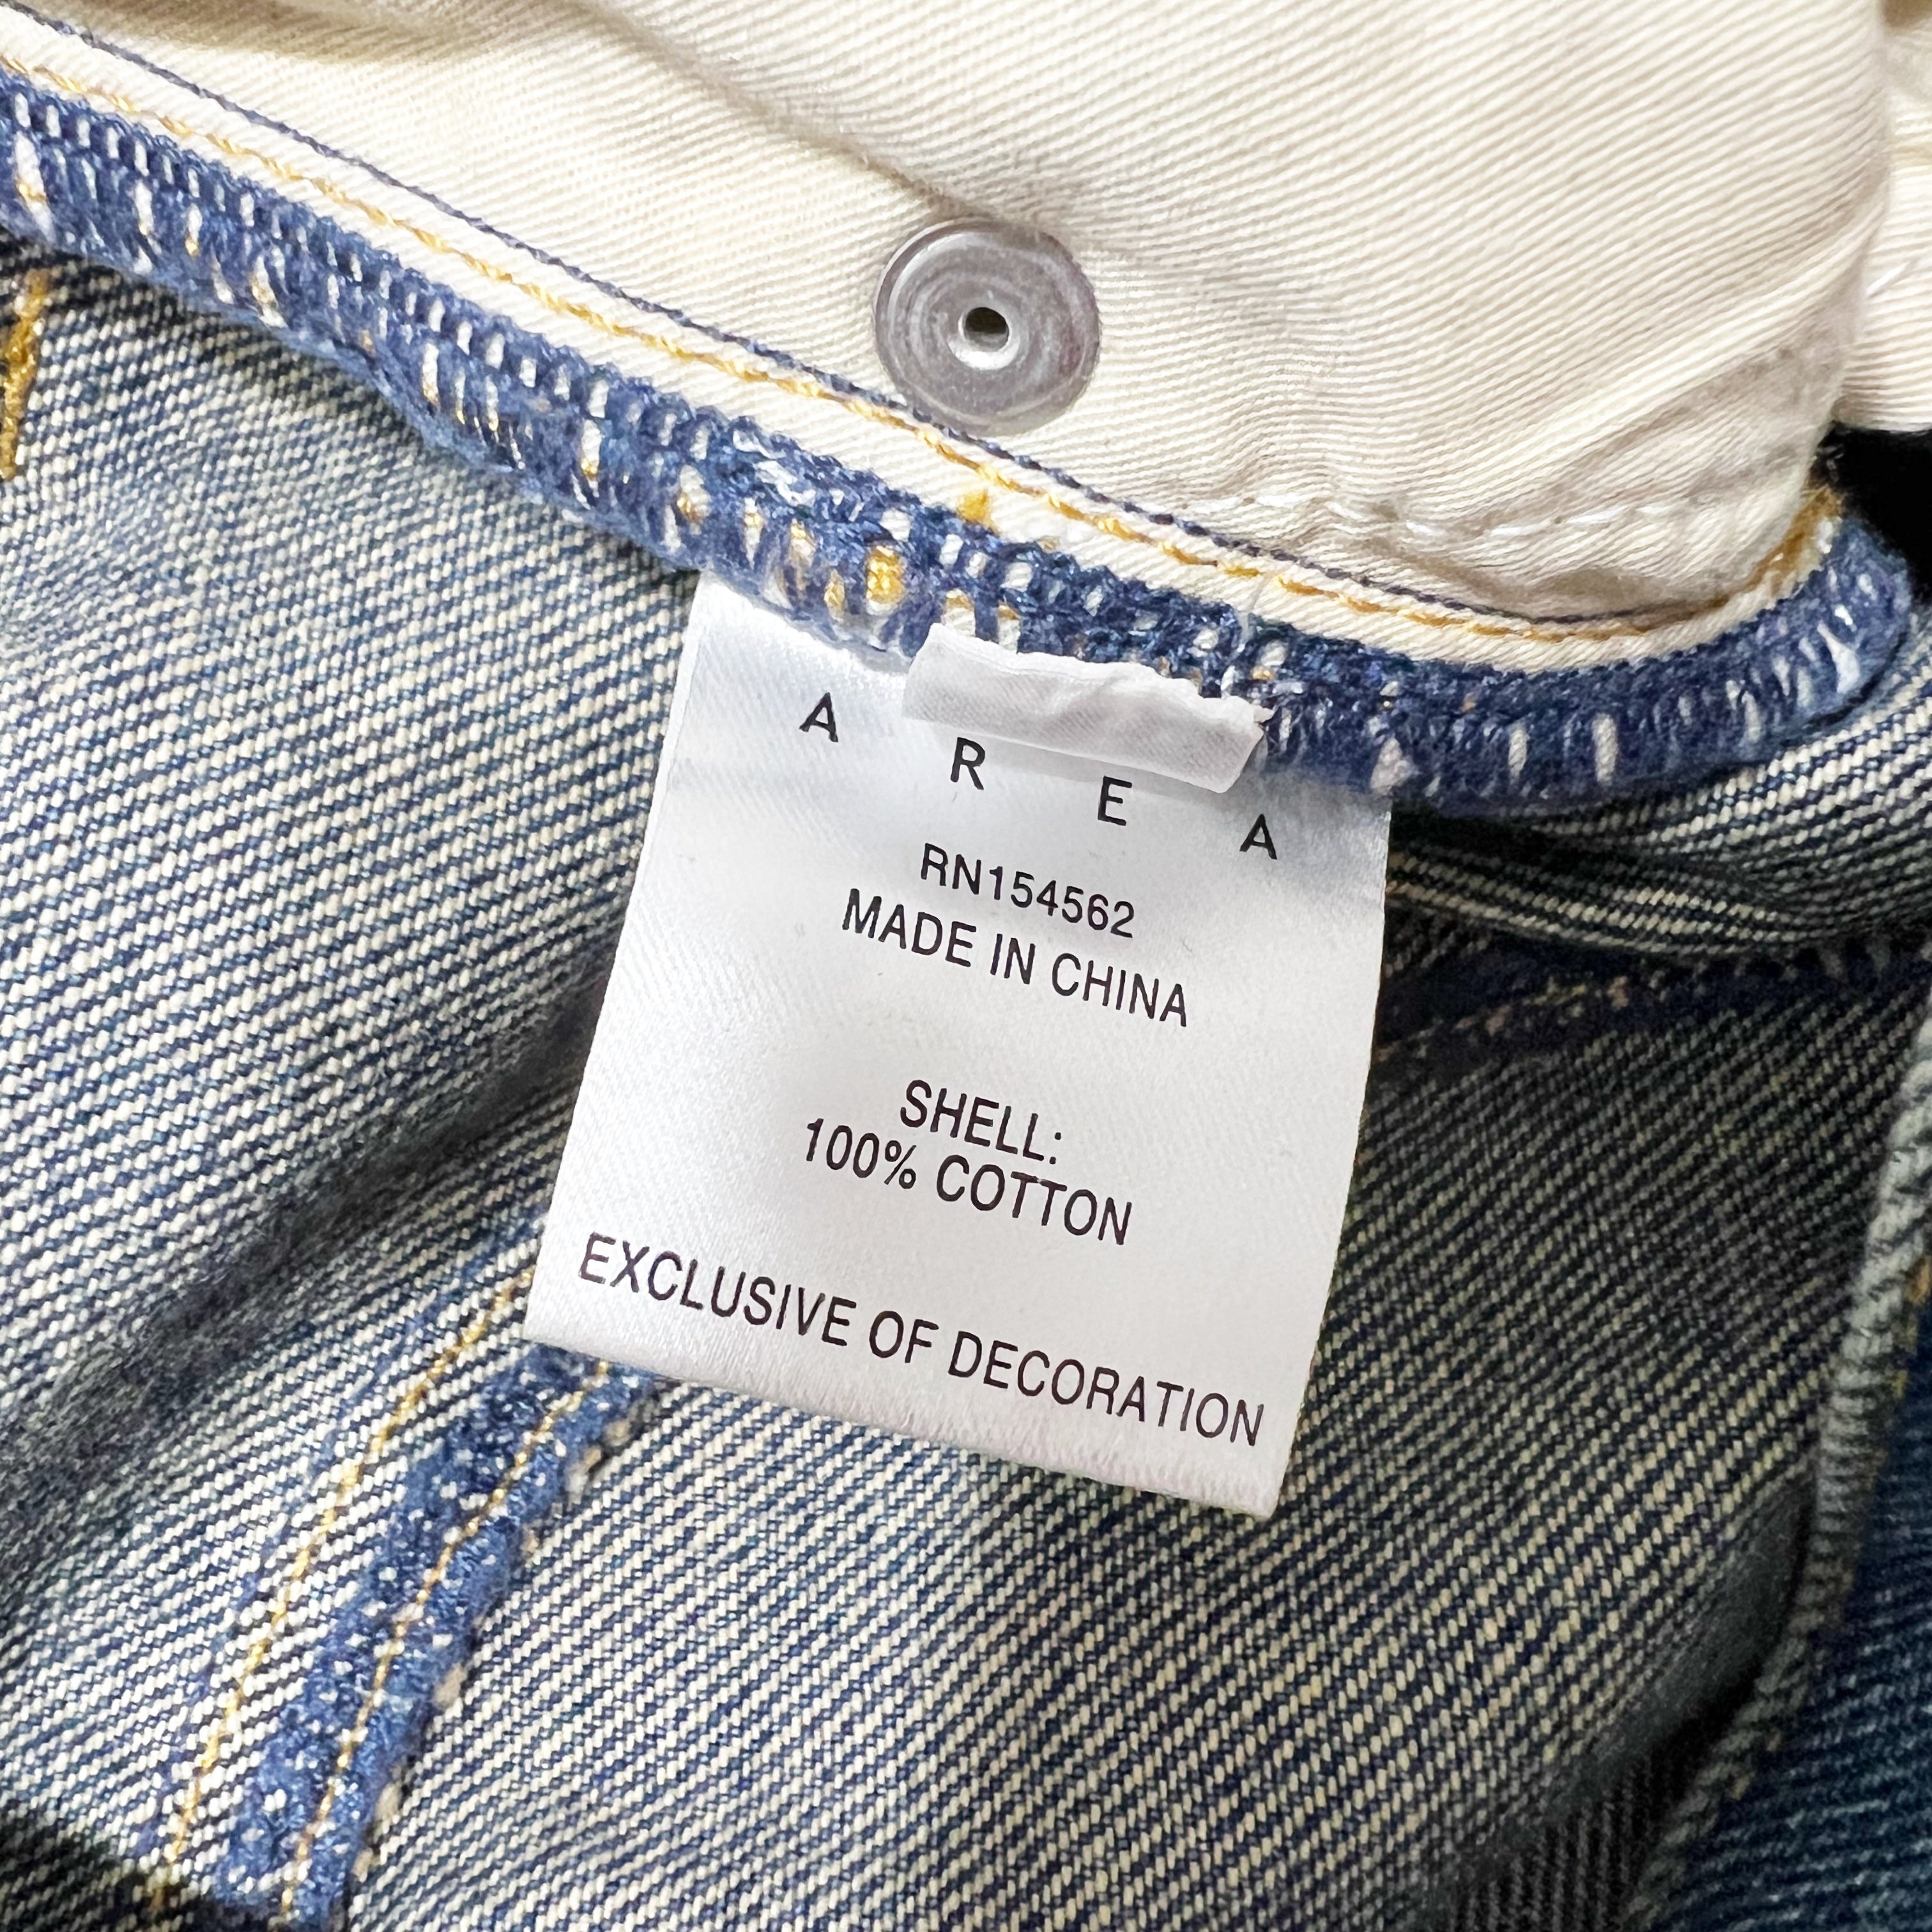 A R E A
RN154562
MADE IN CHINA
SHELL:
100% COTTON
EXCLUSIVE OF DECORATION